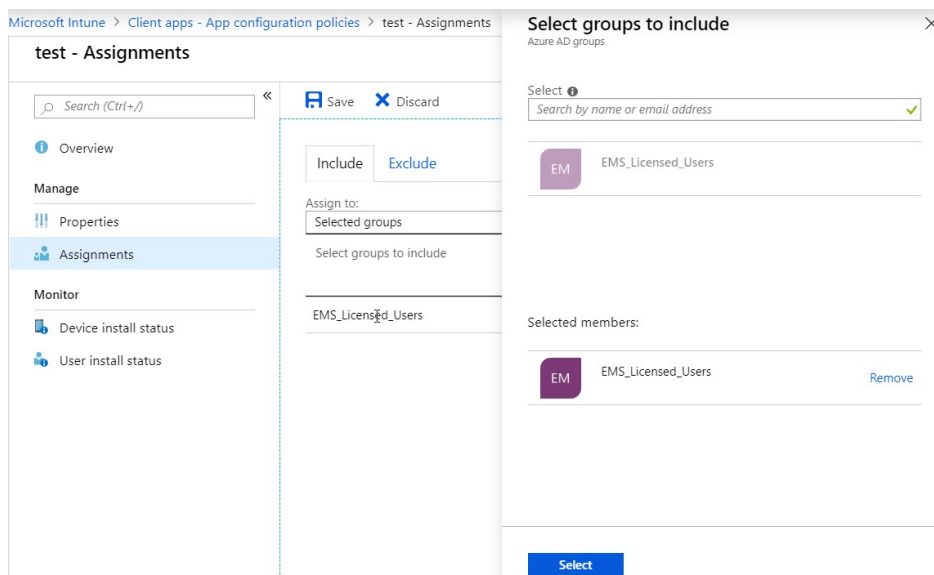 Microsoft Intune > Client apps - App configuration policies > test - Assignments
test - Assignments
Search (Ctrl+/)
«
Overview
Manage
Properties
Assignments
Monitor
Device install status
User install status
Save
Discard
Include
Exclude
Assign to:
Selected groups
Select groups to include
EMS_Licensed_Users
Select groups to include
Azure AD groups
Select
Search by name or email address
EM
EMS_Licensed_Users
Selected members:
EM
EMS_Licensed_Users
Remove
Select